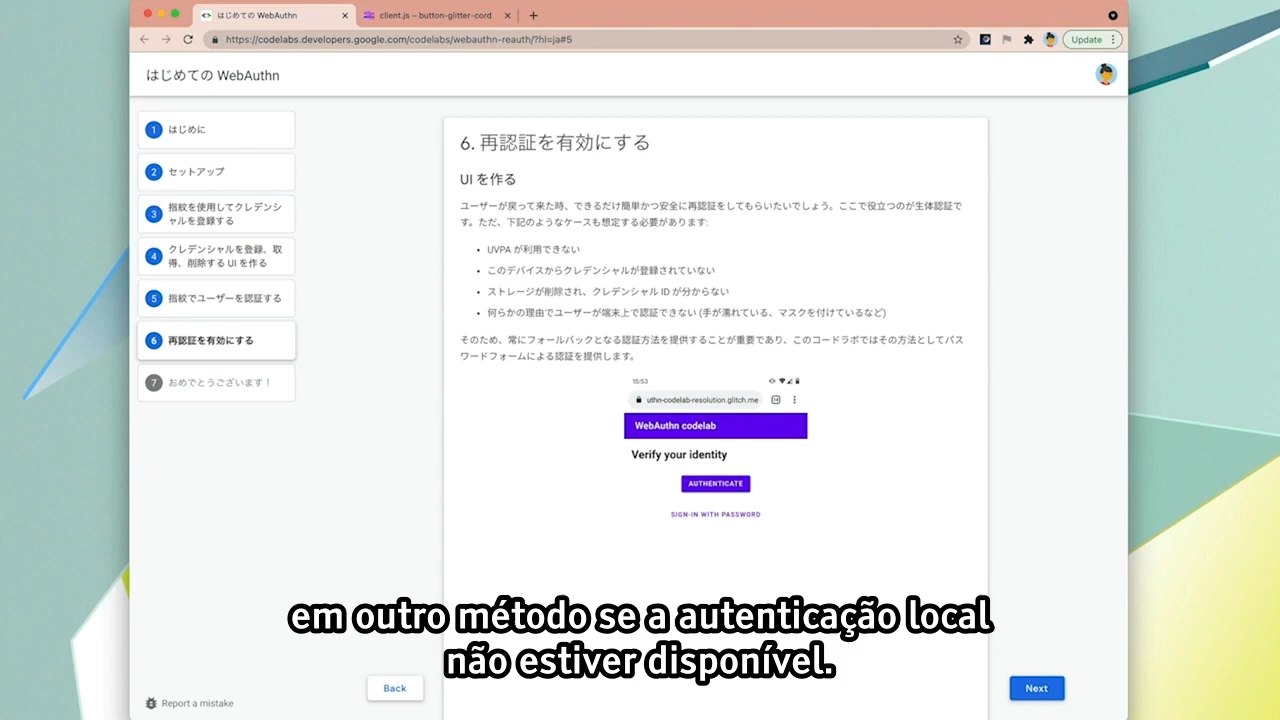 はじめての WebAuthn
client.js – button-glitter-cord
https://codelabs.developers.google.com/codelabs/webauthn-reauth/?hl=ja#5
Update
はじめての WebAuthn
1 はじめに
2 セットアップ
3 指紋を使用してクレデンシ
ャルを登録する
4 クレデンシャルを登録、取
得、削除する UI を作る
5 指紋でユーザーを認証する
6 再認証を有効にする
7 おめでとうございます！
6. 再認証を有効にする
UI を作る
ユーザーが戻って来た時、できるだけ簡単かつ安全に再認証をしてもらいたいでしょう。ここで役立つのが生体認証で
す。ただ、下記のようなケースも想定する必要があります:
• UVPA が利用できない
• このデバイスからクレデンシャルが登録されていない
• ストレージが削除され、クレデンシャル ID が分からない
• 何らかの理由でユーザーが端末上で認証できない (手が濡れている、マスクを付けているなど)
そのため、常にフォールバックとなる認証方法を提供することが重要であり、このコードラボではその方法としてパス
ワードフォームによる認証を提供します。
15:53
uthn-codelab-resolution.glitch.me
WebAuthn codelab
Verify your identity
AUTHENTICATE
SIGN-IN WITH PASSWORD
em outro método se a autenticação local
não estiver disponível.
Back
Next
Report a mistake